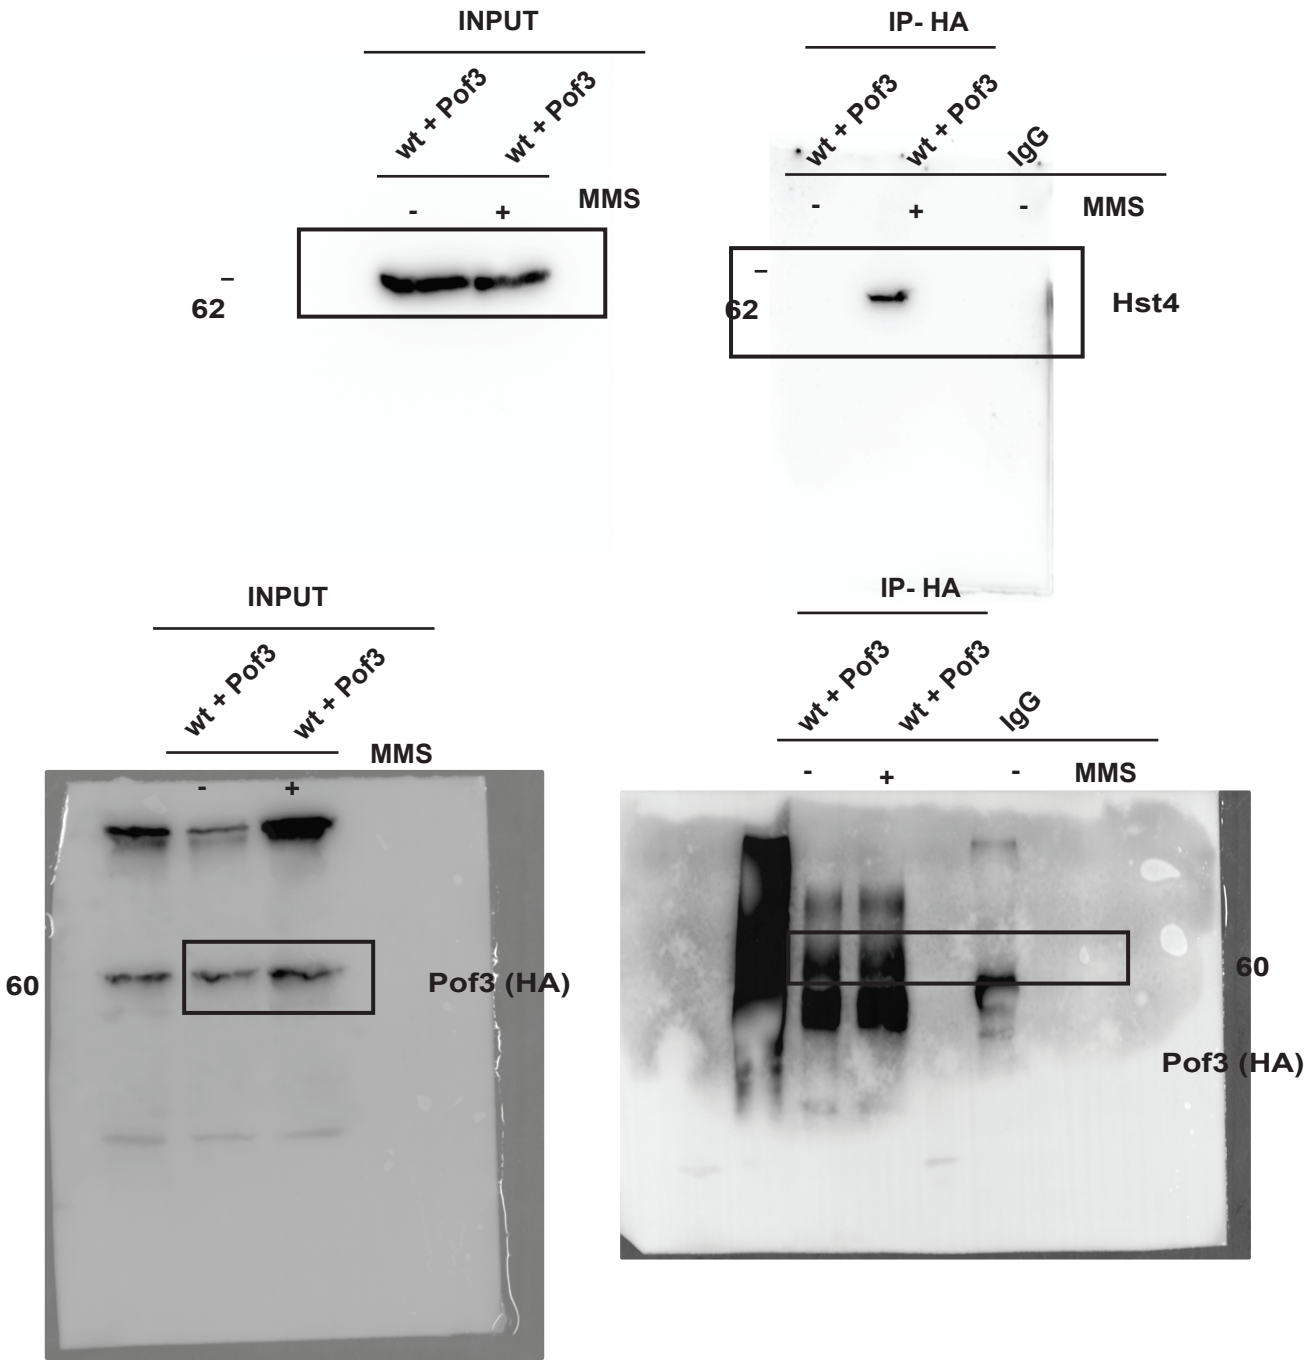 INPUT
wt + Pof3
wt + Pof3
MMS
- +
62
IP- HA
wt + Pof3
wt + Pof3
IgG
- + - MMS
62
Hst4
INPUT
wt + Pof3
wt + Pof3
MMS
- +
60
Pof3 (HA)
IP- HA
wt + Pof3
wt + Pof3
IgG
- + - MMS
60
Pof3 (HA)